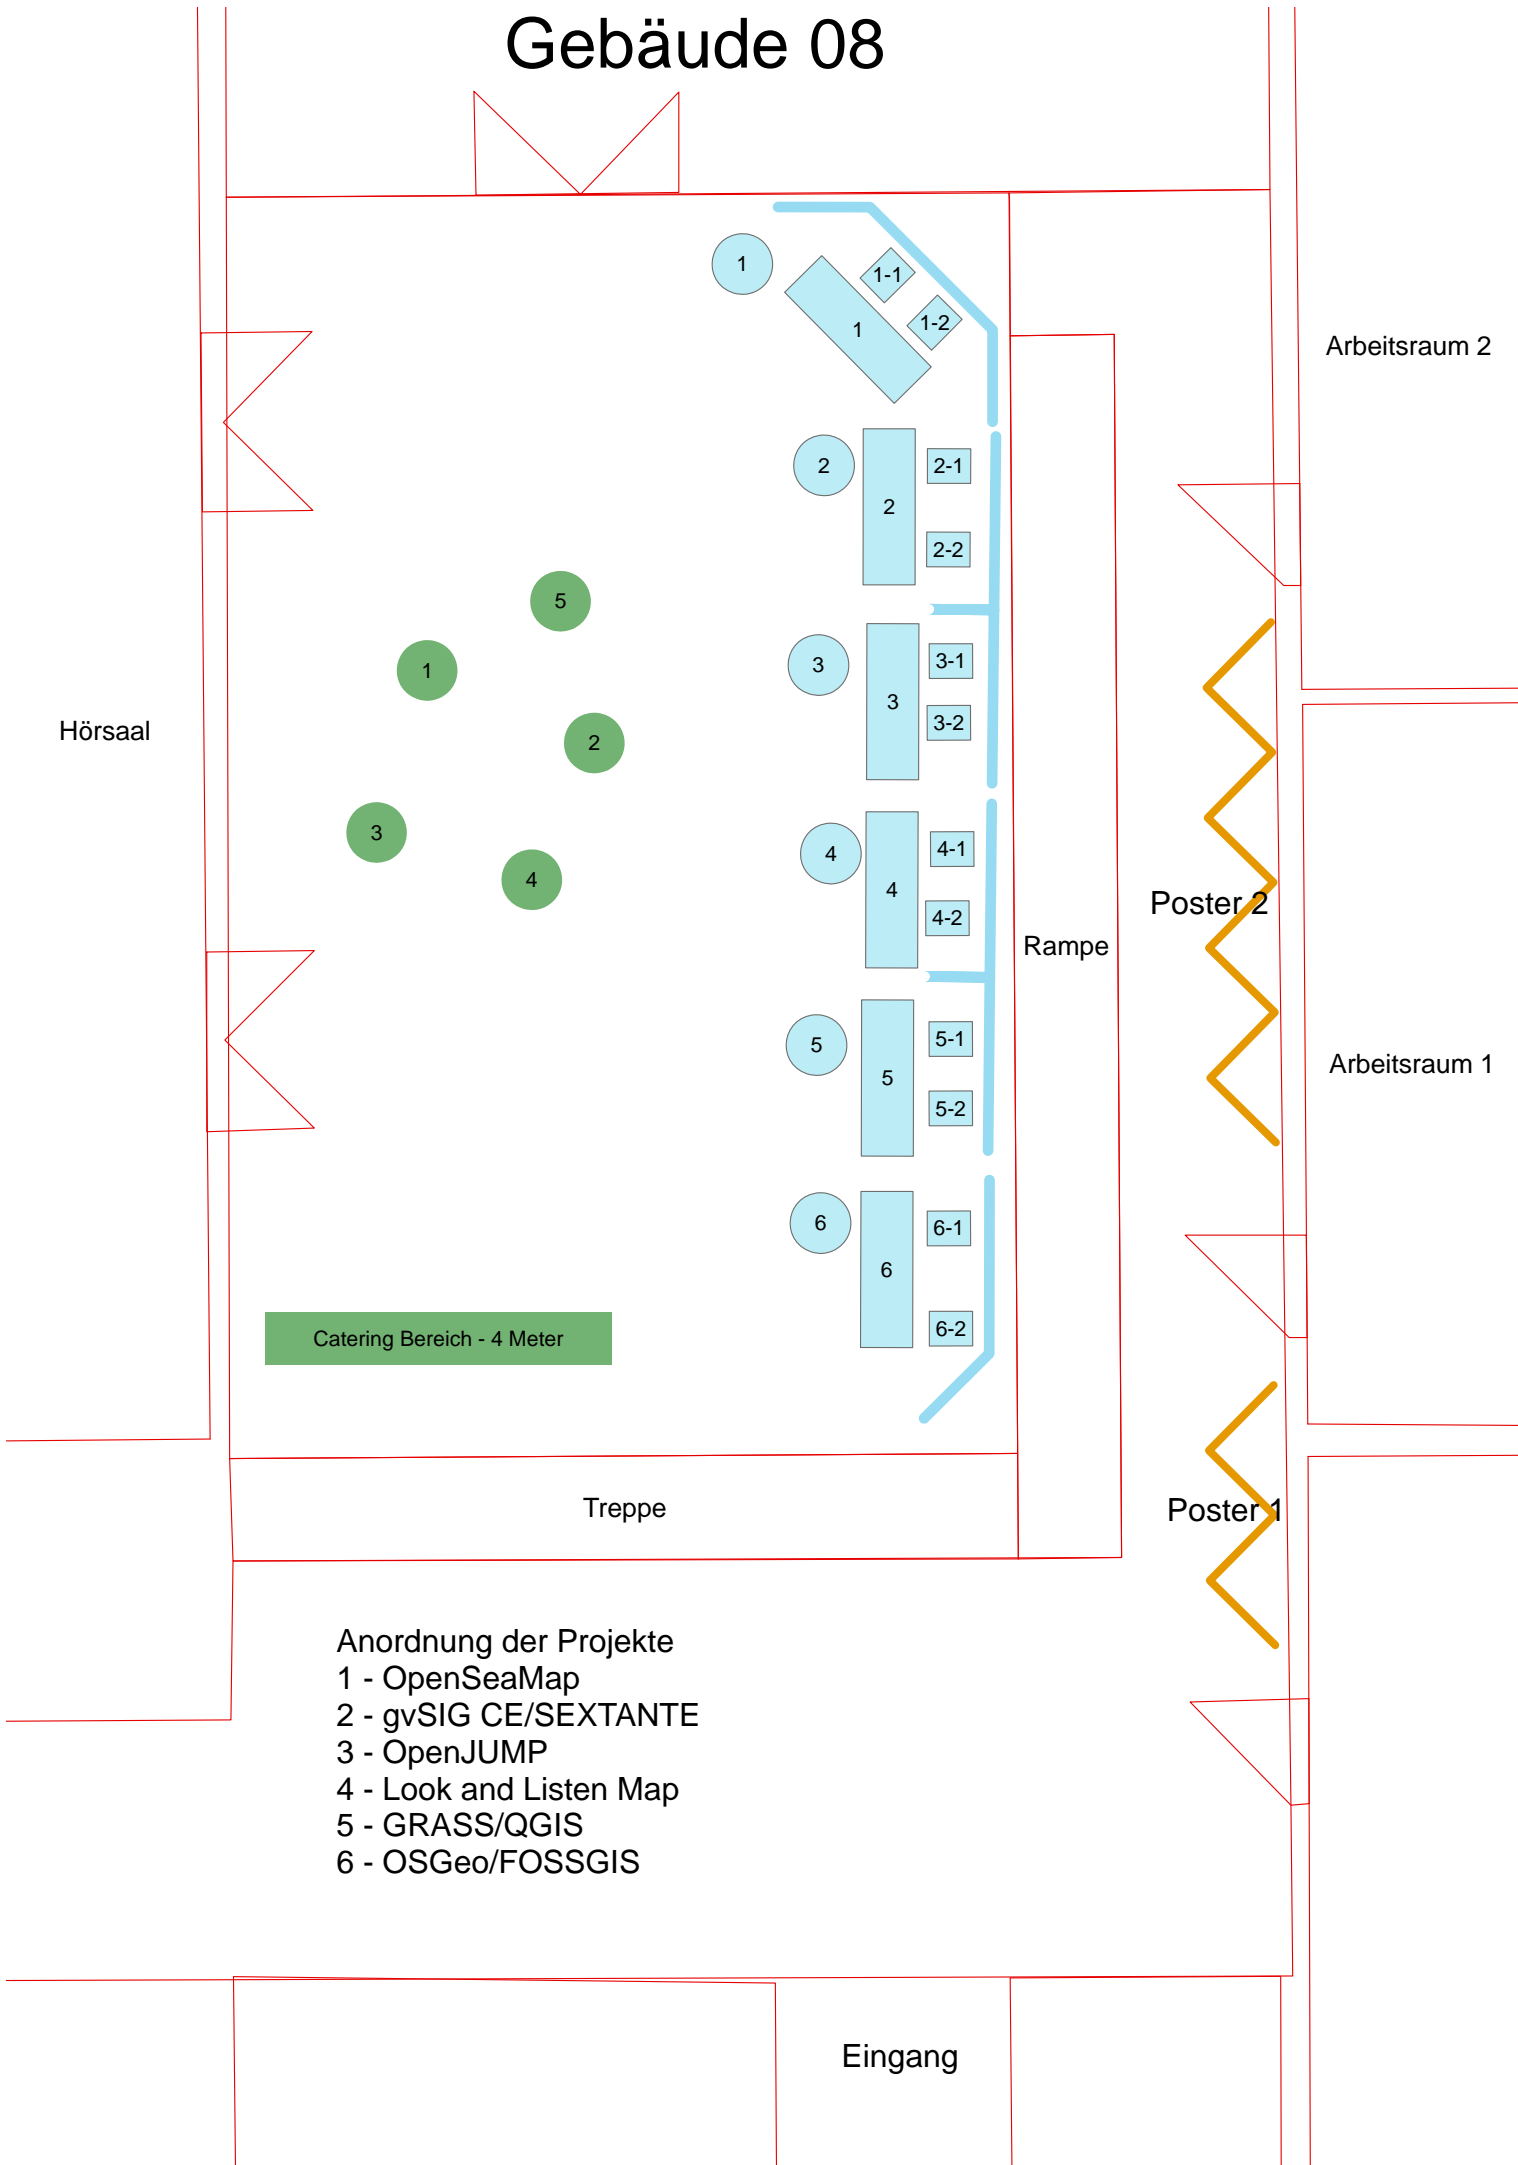 Gebäude 08
1
1-1
1-2
1
Arbeitsraum 2
2
2-1
2
2-2
5
1
3
3-1
3
3-2
Hörsaal
2
3
4
4
4-1
4
4-2
Poster 2
Rampe
5
5-1
5
5-2
Arbeitsraum 1
6
6-1
6
6-2
Catering Bereich - 4 Meter
Treppe
Poster 1
Anordnung der Projekte
1 - OpenSeaMap
2 - gvSIG CE/SEXTANTE
3 - OpenJUMP
4 - Look and Listen Map
5 - GRASS/QGIS
6 - OSGeo/FOSSGIS
Eingang